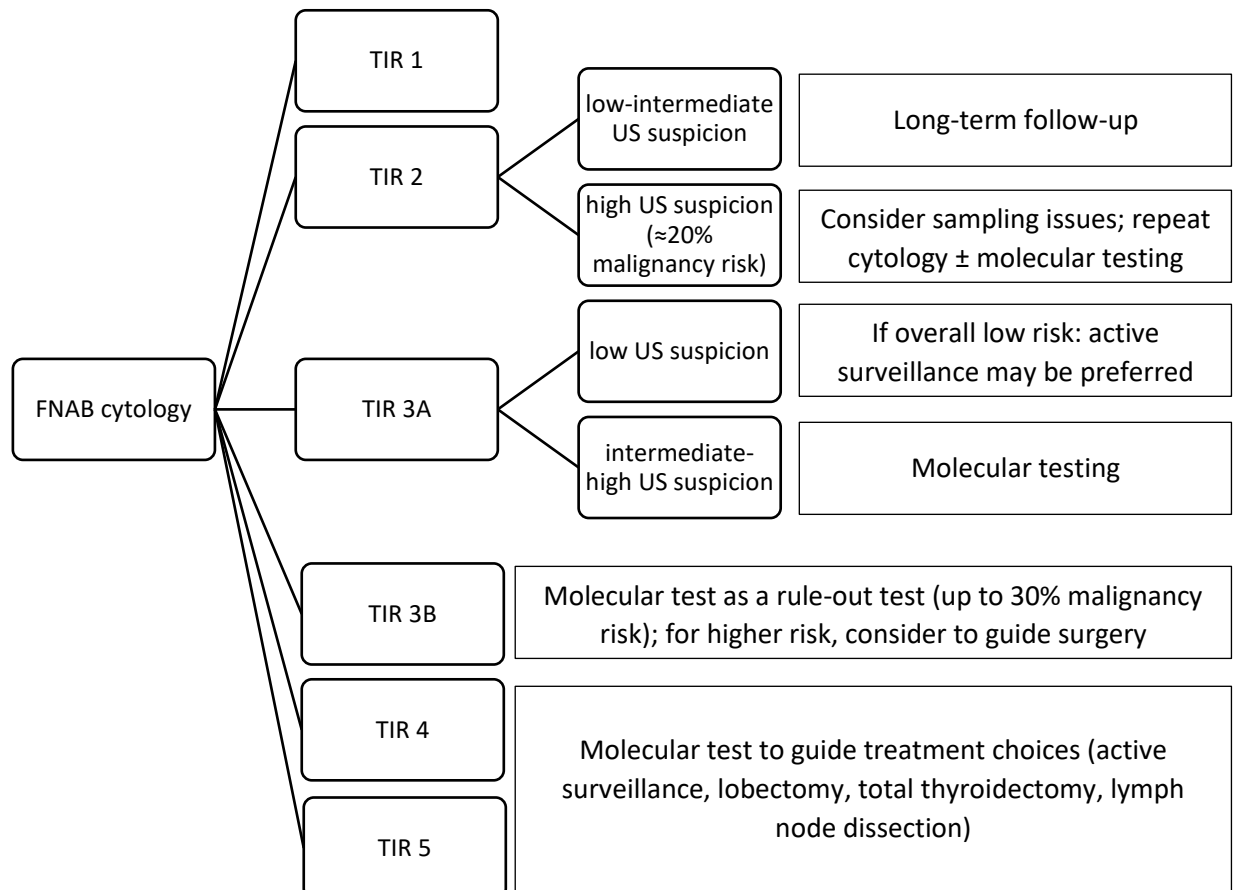 TIR 1
low-intermediate
US suspicion
Long-term follow-up
TIR 2
high US suspicion
(≈20%
malignancy risk)
Consider sampling issues; repeat
cytology ± molecular testing
FNAB cytology
TIR 3A
low US suspicion
If overall low risk: active
surveillance may be preferred
intermediate-
high US suspicion
Molecular testing
TIR 3B
Molecular test as a rule-out test (up to 30% malignancy
risk); for higher risk, consider to guide surgery
TIR 4
Molecular test to guide treatment choices (active
surveillance, lobectomy, total thyroidectomy, lymph
node dissection)
TIR 5